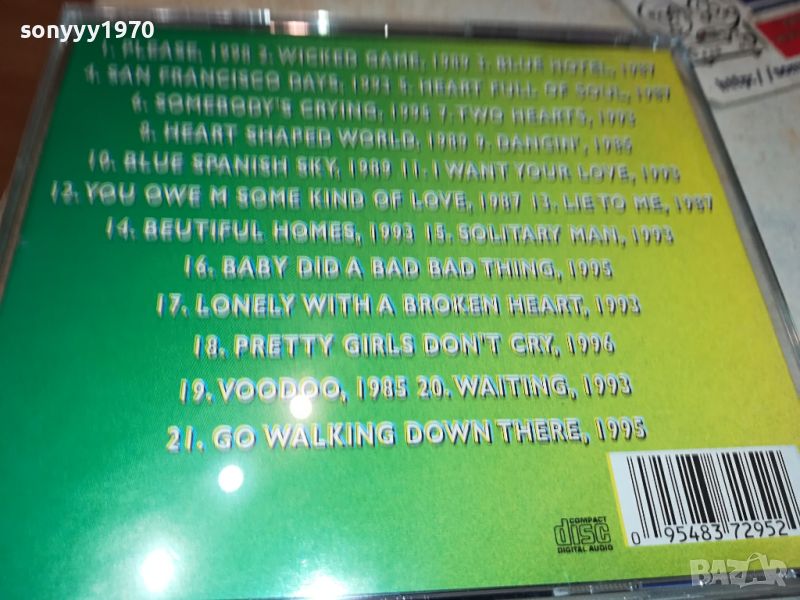 sonyyy1970
1. PLEASE, 1998 2. WICKED GAME, 1989 3. BLUE HOTEL, 1987
4. SAN FRANCISCO DAYS, 1993 5. HEART FULL OF SOUL, 1987
6. SOMEBODY'S CRYING, 1995 7. TWO HEARTS, 1993
8. HEART SHAPED WORLD, 1989 9. DANCIN', 1985
10. BLUE SPANISH SKY, 1989 11. I WANT YOUR LOVE, 1993
12. YOU OWE M SOME KIND OF LOVE, 1987 13. LIE TO ME, 1987
14. BEUTIFUL HOMES, 1993 15. SOLITARY MAN, 1993
16. BABY DID A BAD BAD THING, 1995
17. LONELY WITH A BROKEN HEART, 1993
18. PRETTY GIRLS DON'T CRY, 1996
19. VOODOO, 1985 20. WAITING, 1993
21. GO WALKING DOWN THERE, 1995
COMPACT
disc
DIGITAL AUDIO
0 95483 72952
BAZAR